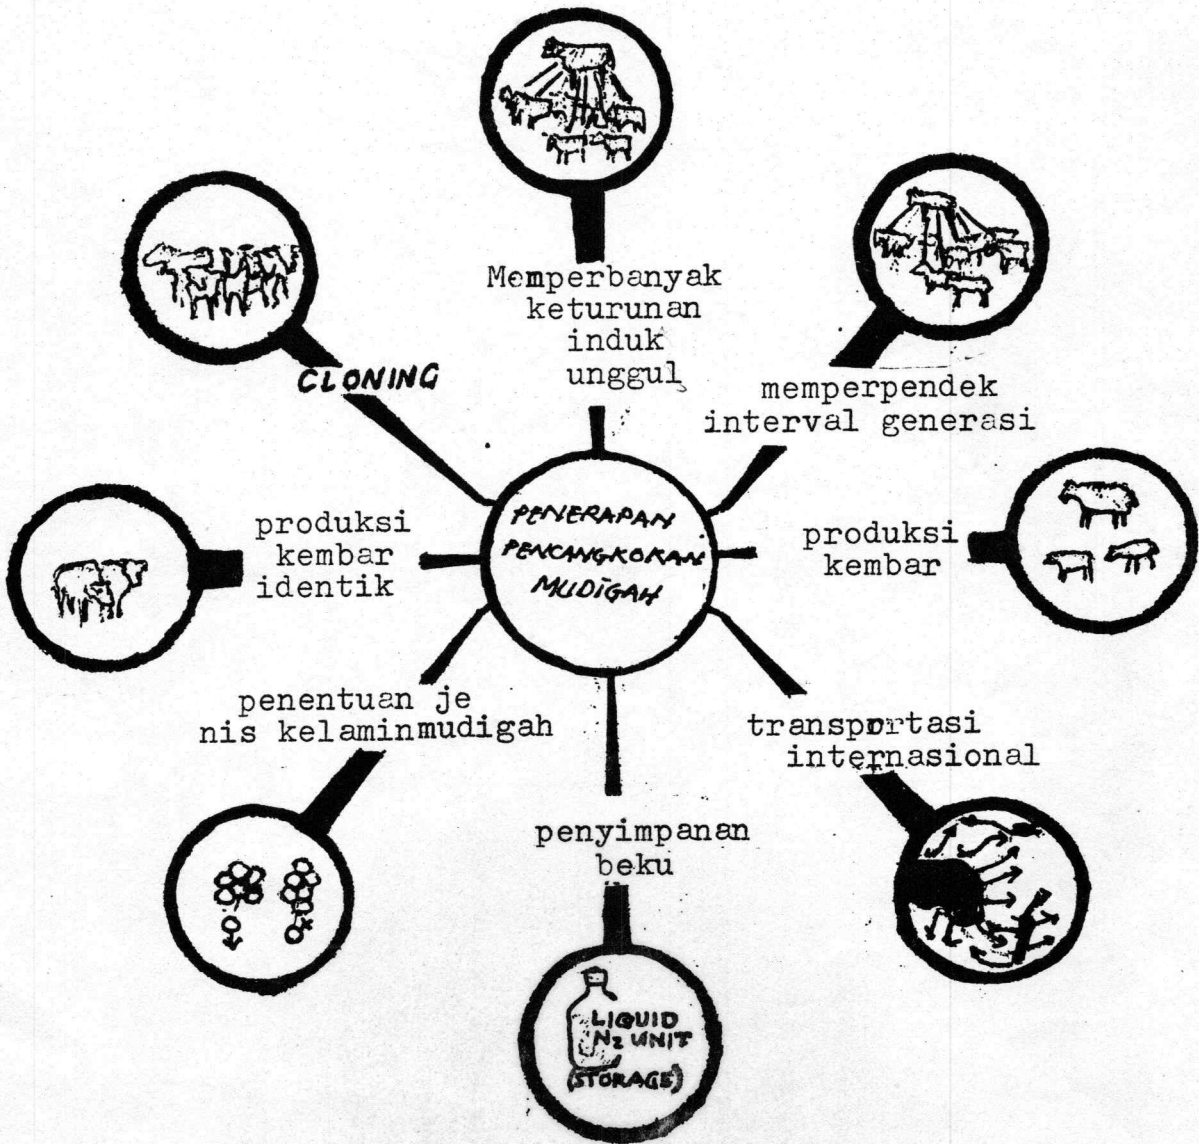 Memperbanyak
keturunan
induk
unggul
memperpendek
interval generasi
produksi
kembar
transportasi
internasional
penyimpanan
beku
LIQUID
N2 UNIT
(STORAGE)
penentuan je
nis kelaminmudigah
produksi
kembar
identik
CLONING
PENERAPAN
PENCANGKOKAN
MUDIGAH